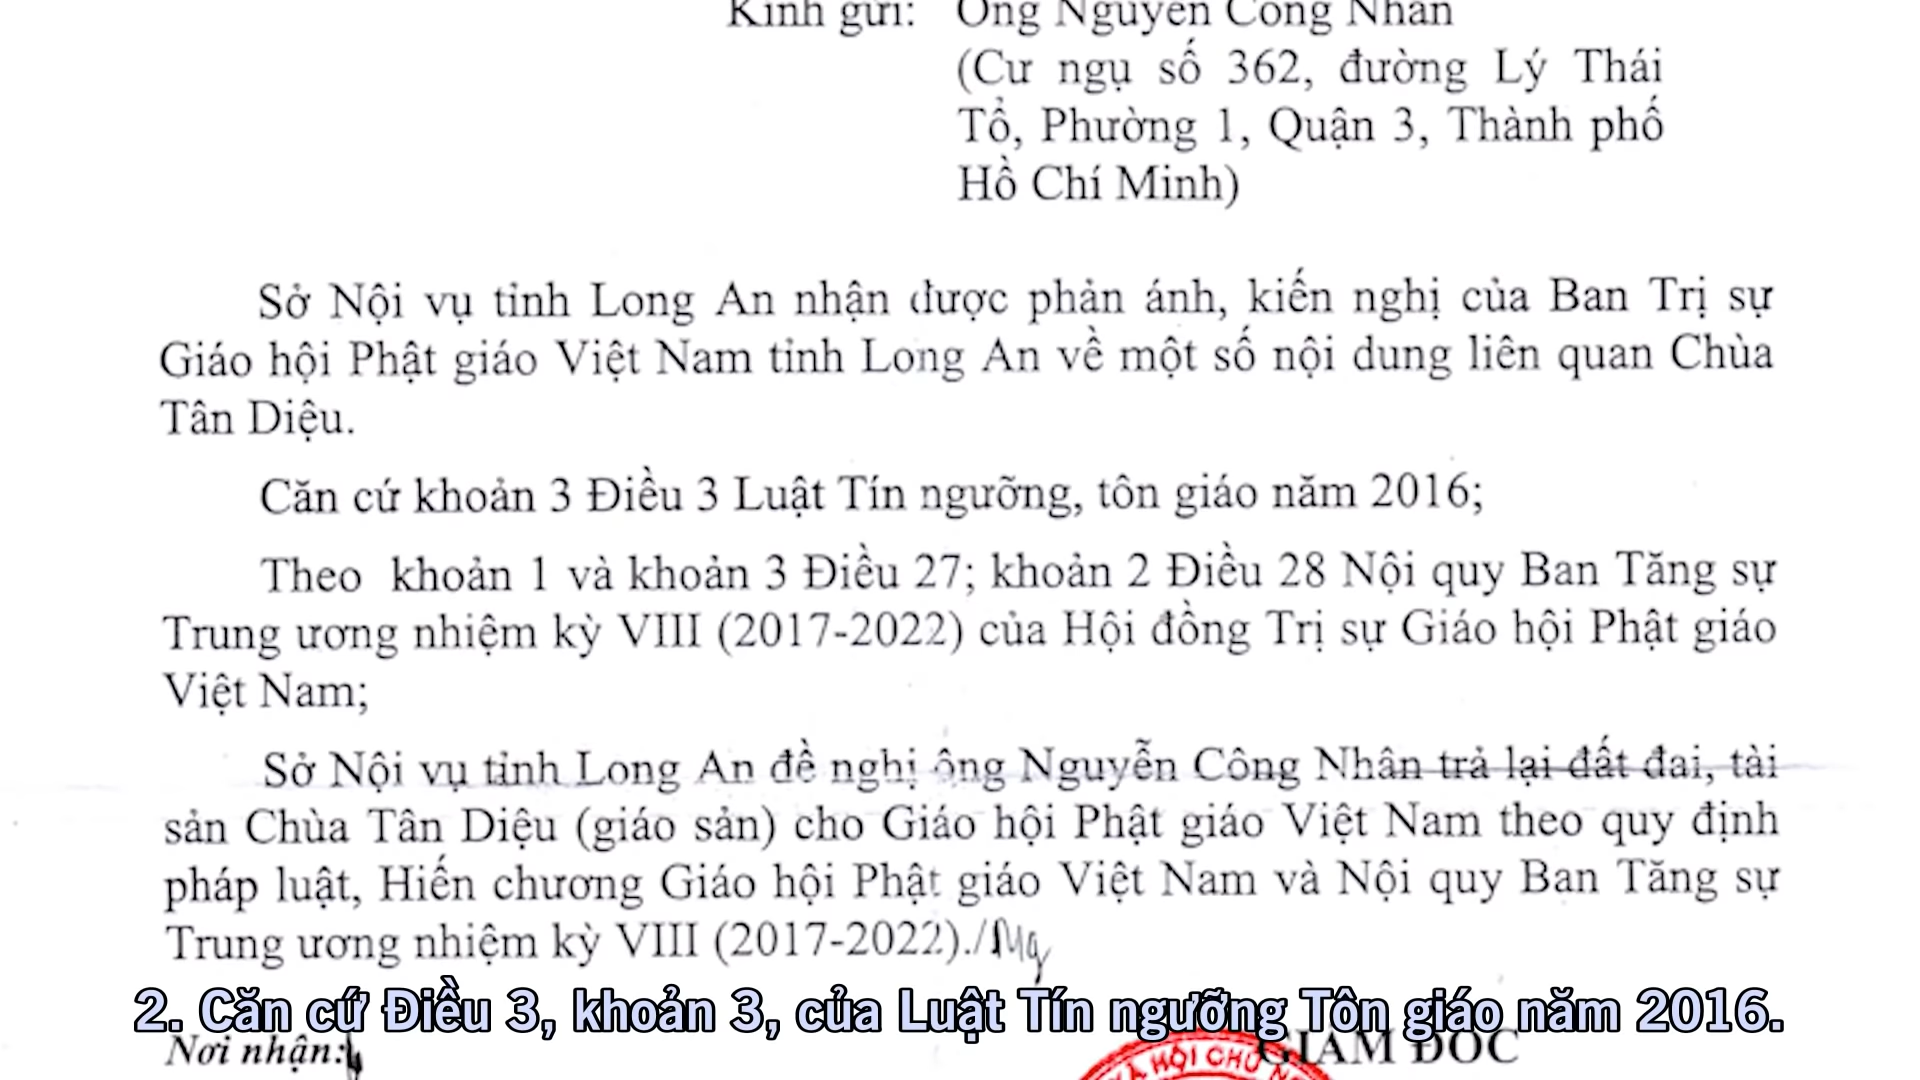 Kính gửi: Ông Nguyễn Công Nhân
(Cư ngụ số 362, đường Lý Thái
Tổ, Phường 1, Quận 3, Thành phố
Hồ Chí Minh)
Sở Nội vụ tỉnh Long An nhận được phản ánh, kiến nghị của Ban Trị sự
Giáo hội Phật giáo Việt Nam tỉnh Long An về một số nội dung liên quan Chùa
Tân Diệu.
Căn cứ khoản 3 Điều 3 Luật Tín ngưỡng, tôn giáo năm 2016;
Theo khoản 1 và khoản 3 Điều 27; khoản 2 Điều 28 Nội quy Ban Tăng sự
Trung ương nhiệm kỳ VIII (2017-2022) của Hội đồng Trị sự Giáo hội Phật giáo
Việt Nam;
Sở Nội vụ tỉnh Long An đề nghị ông Nguyễn Công Nhân trả lại đất đai, tài
sản Chùa Tân Diệu (giáo sản) cho Giáo hội Phật giáo Việt Nam theo quy định
pháp luật, Hiến chương Giáo hội Phật giáo Việt Nam và Nội quy Ban Tăng sự
Trung ương nhiệm kỳ VIII (2017-2022)./
2. Căn cứ Điều 3, khoản 3, của Luật Tín ngưỡng Tôn giáo năm 2016.
Nơi nhận: GIÁM ĐỐC
HỘI CHỦ